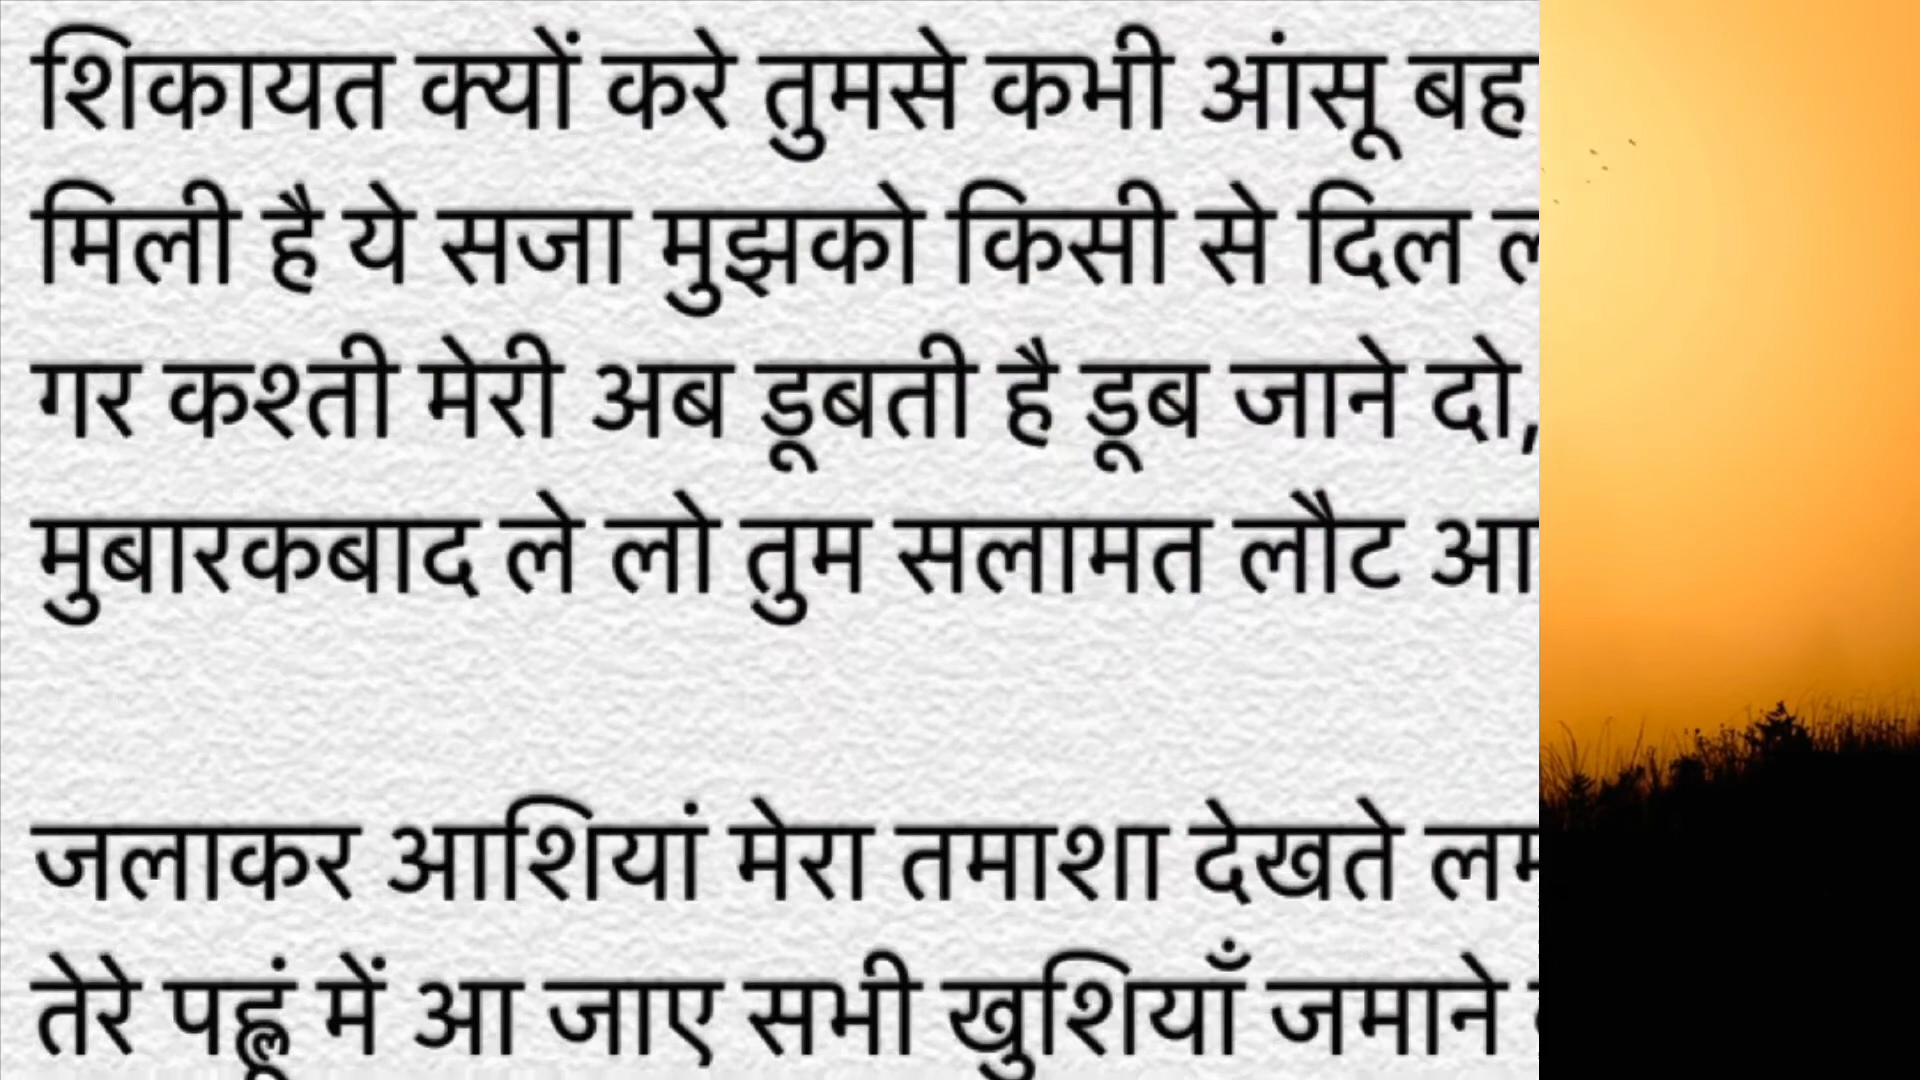 शिकायत क्यों करे तुमसे कभी आंसू बह
मिली है ये सजा मुझको किसी से दिल
गर कश्ती मेरी अब डूबती है डूब जाने दो,
मुबारकबाद ले लो तुम सलामत लौट आ
जलाकर आशियां मेरा तमाशा देखते
तेरे पह्लूं में आ जाए सभी खुशियाँ जमाने